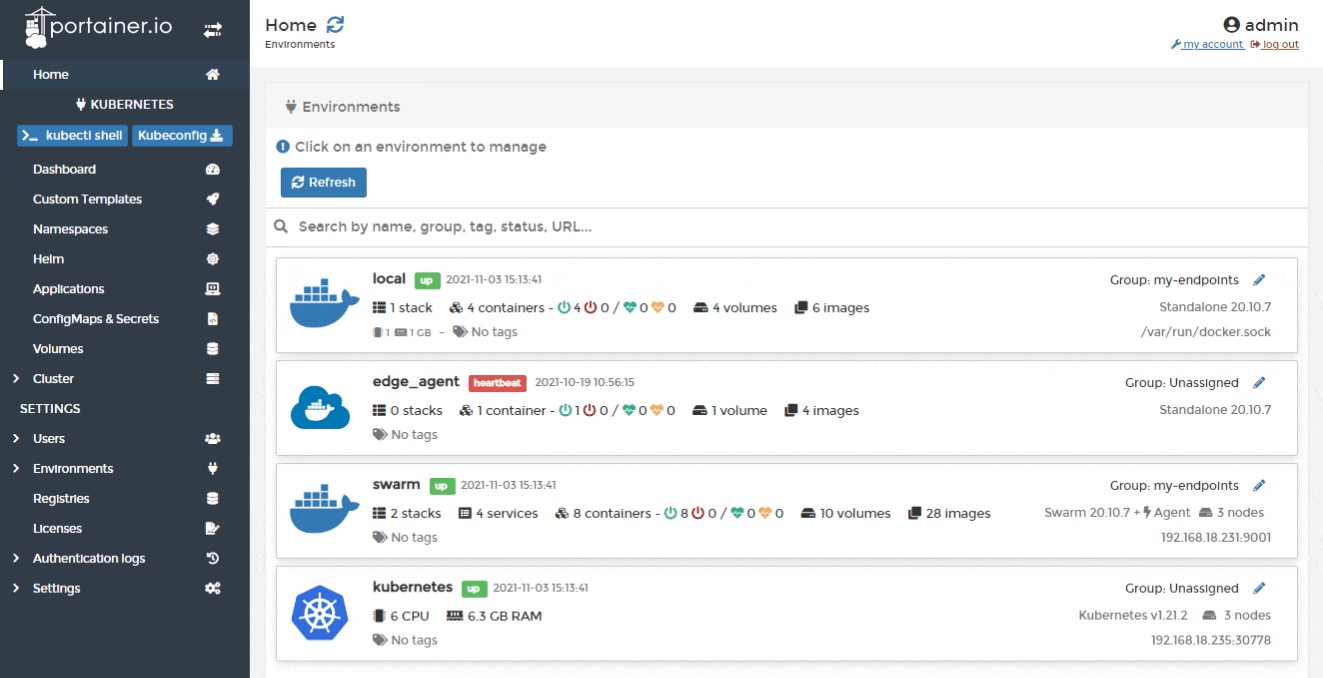 portainer.io
Home
KUBERNETES
kubectl shell Kubeconfig
Dashboard
Custom Templates
Namespaces
Helm
Applications
ConfigMaps & Secrets
Volumes
Cluster
SETTINGS
Users
Environments
Registries
Licenses
Authentication logs
Settings
Home
Environments
admin
my account log out
Environments
Click on an environment to manage
Refresh
Search by name, group, tag, status, URL...
local up 2021-11-03 15:13:41 Group: my-endpoints
1 stack 4 containers - 4 0 / 0 0 4 volumes 6 images Standalone 20.10.7
1 1 GB - No tags /var/run/docker.sock
edge_agent heartbeat 2021-10-19 10:56:15 Group: Unassigned
0 stacks 1 container - 1 0 / 0 0 1 volume 4 images Standalone 20.10.7
No tags
swarm up 2021-11-03 15:13:41 Group: my-endpoints
2 stacks 4 services 8 containers - 8 0 / 0 0 10 volumes 28 images Swarm 20.10.7 + Agent 3 nodes
No tags 192.168.18.231:9001
kubernetes up 2021-11-03 15:13:41 Group: Unassigned
6 CPU 6.3 GB RAM Kubernetes v1.21.2 3 nodes
No tags 192.168.18.235:30778